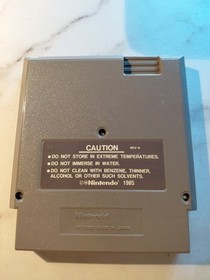 CAUTION
REV-A
●DO NOT STORE IN EXTREME TEMPERATURES.
●DO NOT IMMERSE IN WATER.
●DO NOT CLEAN WITH BENZENE, THINNER,
ALCOHOL OR OTHER SUCH SOLVENTS.
Nintendo 1985